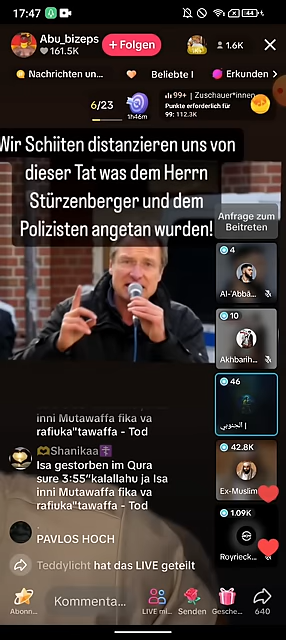 17:47
44
Abu_bizeps
161.5K
+ Folgen
1.6K
Nachrichten un...
Beliebte I
Erkunden >
6/23
1h46m
99+ | Zuschauer*innen
Punkte erforderlich für
99: 112.3K
Wir Schiiten distanzieren uns von
dieser Tat was dem Herrn
Stürzenberger und dem
Polizisten angetan wurden!
Anfrage zum
Beitreten
4
Al-'Abbâ...
10
Akhbarih...
46
الجنوبي |
42.8K
Ex-Muslim
1.09K
Royrieck...
inni Mutawaffa fika va
rafiuka"tawaffa - Tod
Shanikaa
Isa gestorben im Qura
sure 3:55"kalallahu ja Isa
inni Mutawaffa fika va
rafiuka"tawaffa - Tod
.
PAVLOS HOCH
Teddylicht hat das LIVE geteilt
Abonn...
Kommenta...
LIVE mi...
Senden
Gesche...
640